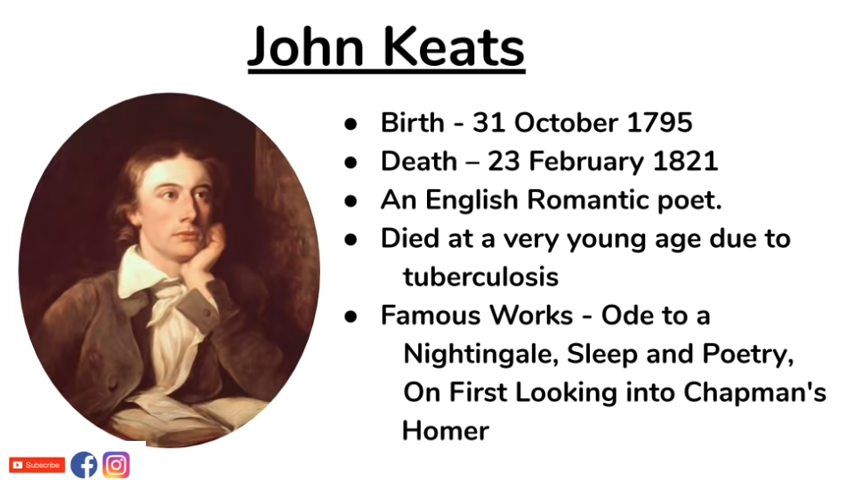 John Keats
● Birth - 31 October 1795
● Death – 23 February 1821
● An English Romantic poet.
● Died at a very young age due to
tuberculosis
● Famous Works - Ode to a
Nightingale, Sleep and Poetry,
On First Looking into Chapman's
Homer
Subscribe